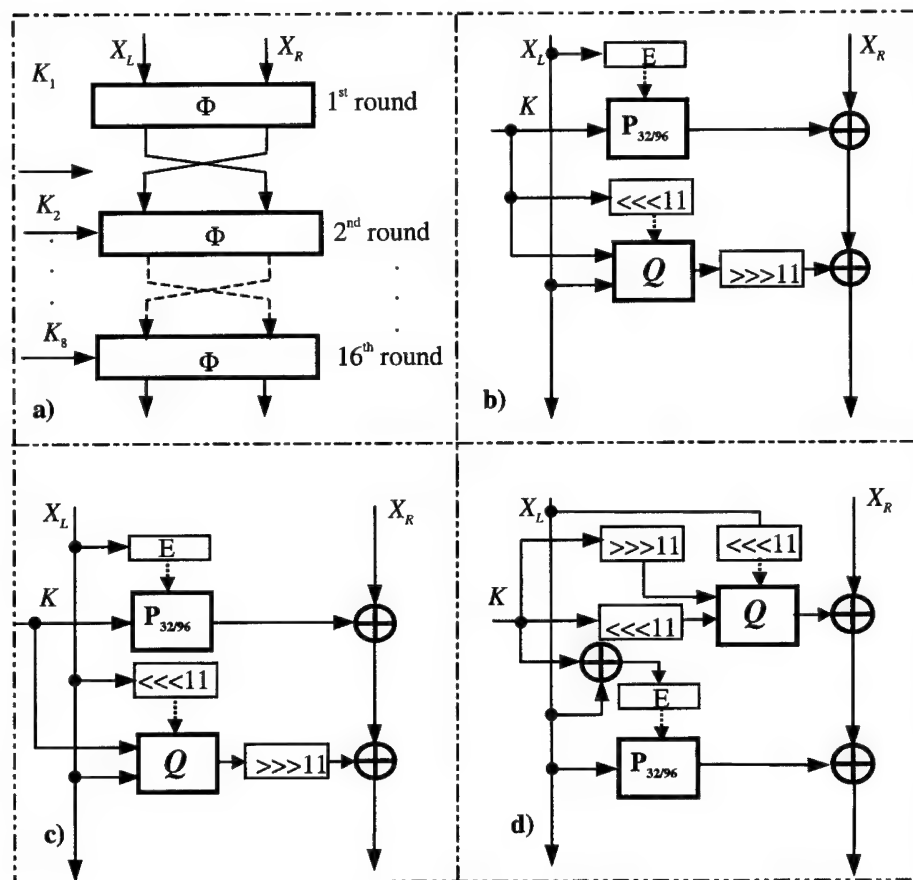 X_L X_R
K_1
Φ 1st round
K_2
Φ 2nd round
K_8
Φ 16th round
a)
X_L E X_R
K P_32/96
<<<11
Q >>>11
b)
X_L E X_R
K P_32/96
<<<11
Q >>>11
c)
X_L X_R
>>>11 <<<11
K Q
<<<11
E
P_32/96
d)